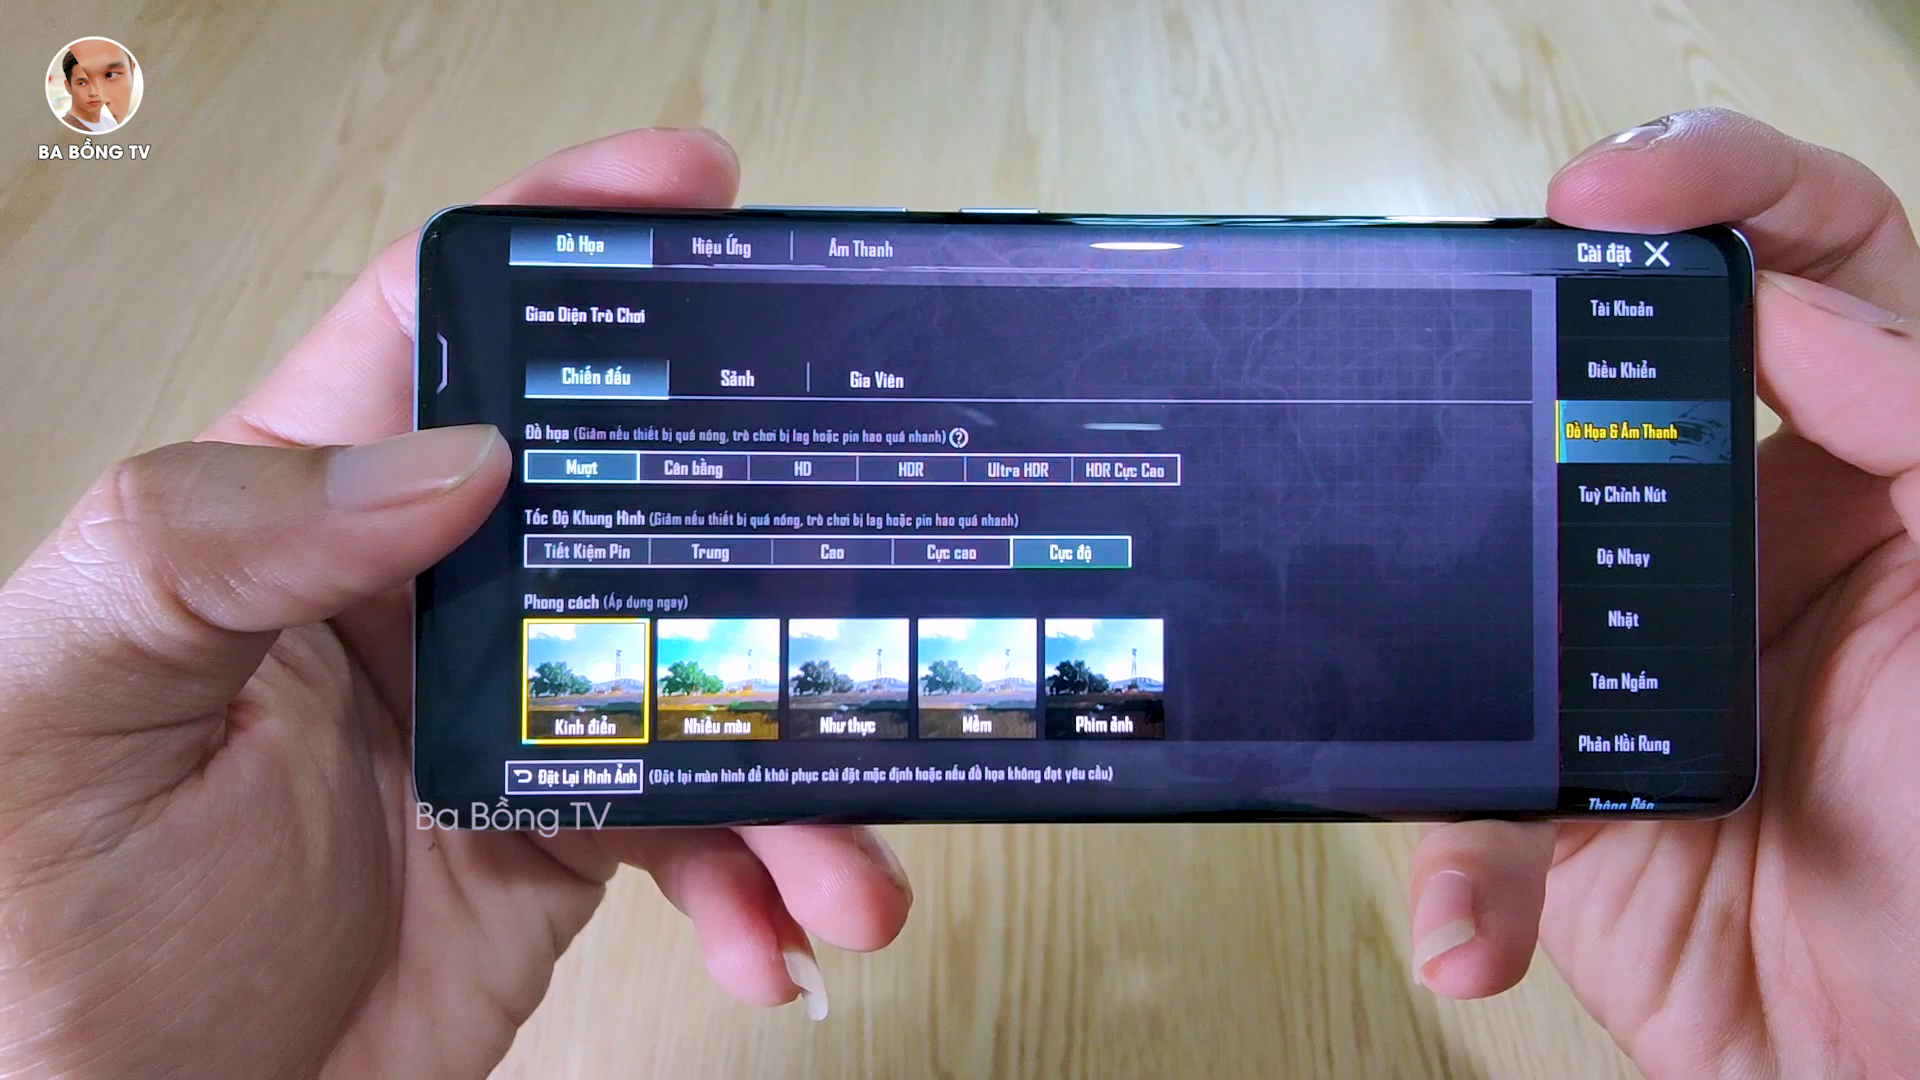 BA BỒNG TV
Đồ Họa
Hiệu Ứng
Âm Thanh
Cài đặt
Giao Diện Trò Chơi
Chiến đấu
Sảnh
Gia Viên
Đồ họa (Giảm nếu thiết bị quá nóng, trò chơi bị lag hoặc pin hao quá nhanh) ?
Mượt
Cân bằng
HD
HDR
Ultra HDR
HDR Cực Cao
Tốc Độ Khung Hình (Giảm nếu thiết bị quá nóng, trò chơi bị lag hoặc pin hao quá nhanh)
Tiết Kiệm Pin
Trung
Cao
Cực cao
Cực độ
Phong cách (Áp dụng ngay)
Kinh điển
Nhiều màu
Như thực
Mềm
Phim ảnh
Đặt Lại Hình Ảnh
(Đặt lại màn hình để khôi phục cài đặt mặc định hoặc nếu đồ họa không đạt yêu cầu)
Tài Khoản
Điều Khiển
Đồ Họa & Âm Thanh
Tuỳ Chỉnh Nút
Độ Nhạy
Nhặt
Tâm Ngắm
Phản Hồi Rung
Thông Báo
Ba Bồng TV